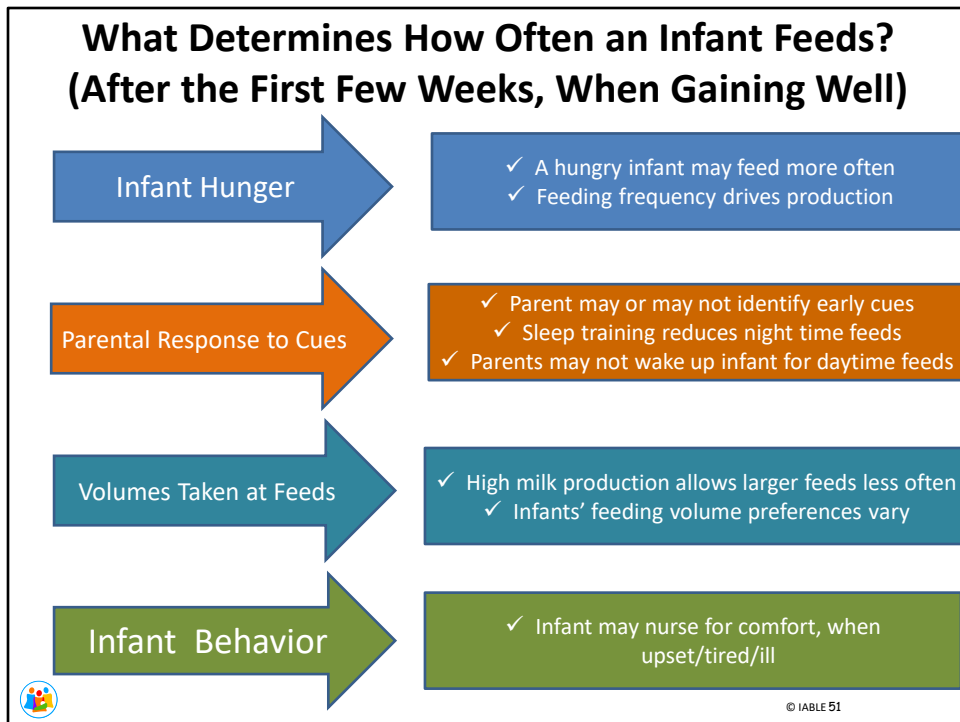 What Determines How Often an Infant Feeds?
(After the First Few Weeks, When Gaining Well)
Infant Hunger
✓ A hungry infant may feed more often
✓ Feeding frequency drives production
Parental Response to Cues
✓ Parent may or may not identify early cues
✓ Sleep training reduces night time feeds
✓ Parents may not wake up infant for daytime feeds
Volumes Taken at Feeds
✓ High milk production allows larger feeds less often
✓ Infants’ feeding volume preferences vary
Infant Behavior
✓ Infant may nurse for comfort, when
upset/tired/ill
© IABLE 51